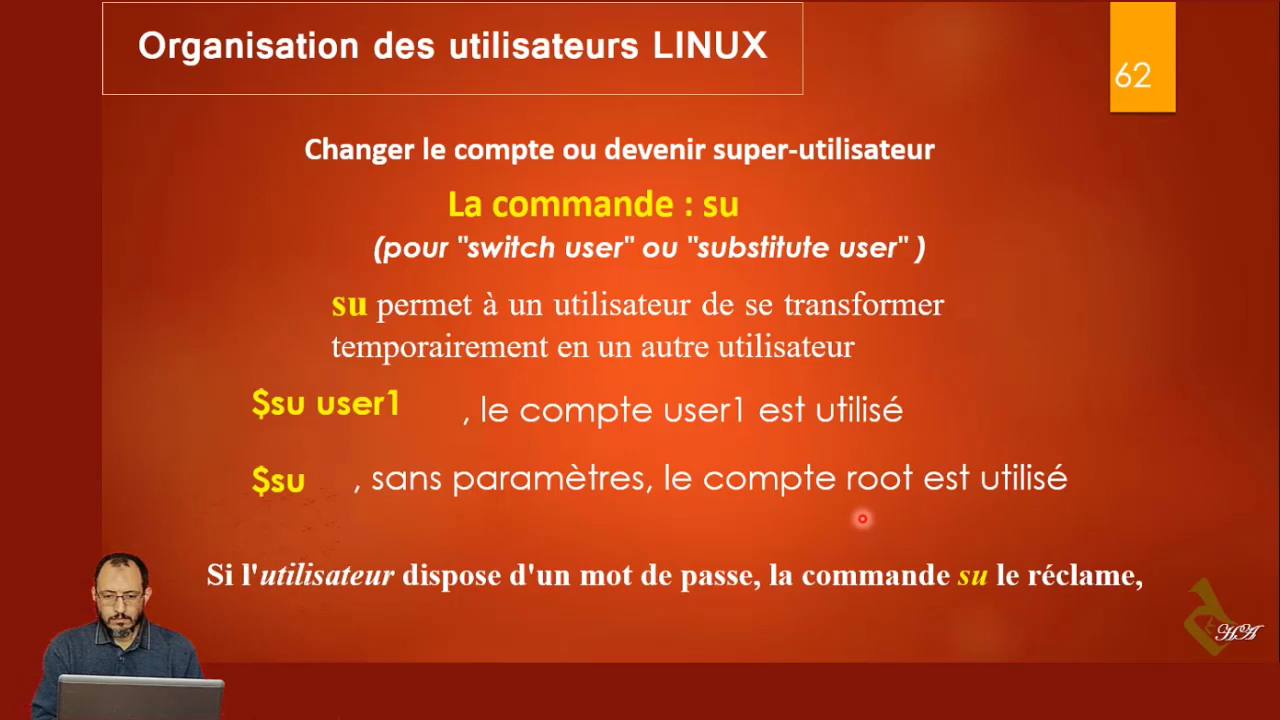 Organisation des utilisateurs LINUX
62
Changer le compte ou devenir super-utilisateur
La commande : su
(pour "switch user" ou "substitute user" )
su permet à un utilisateur de se transformer
temporairement en un autre utilisateur
$su user1 , le compte user1 est utilisé
$su , sans paramètres, le compte root est utilisé
Si l'utilisateur dispose d'un mot de passe, la commande su le réclame,
HA